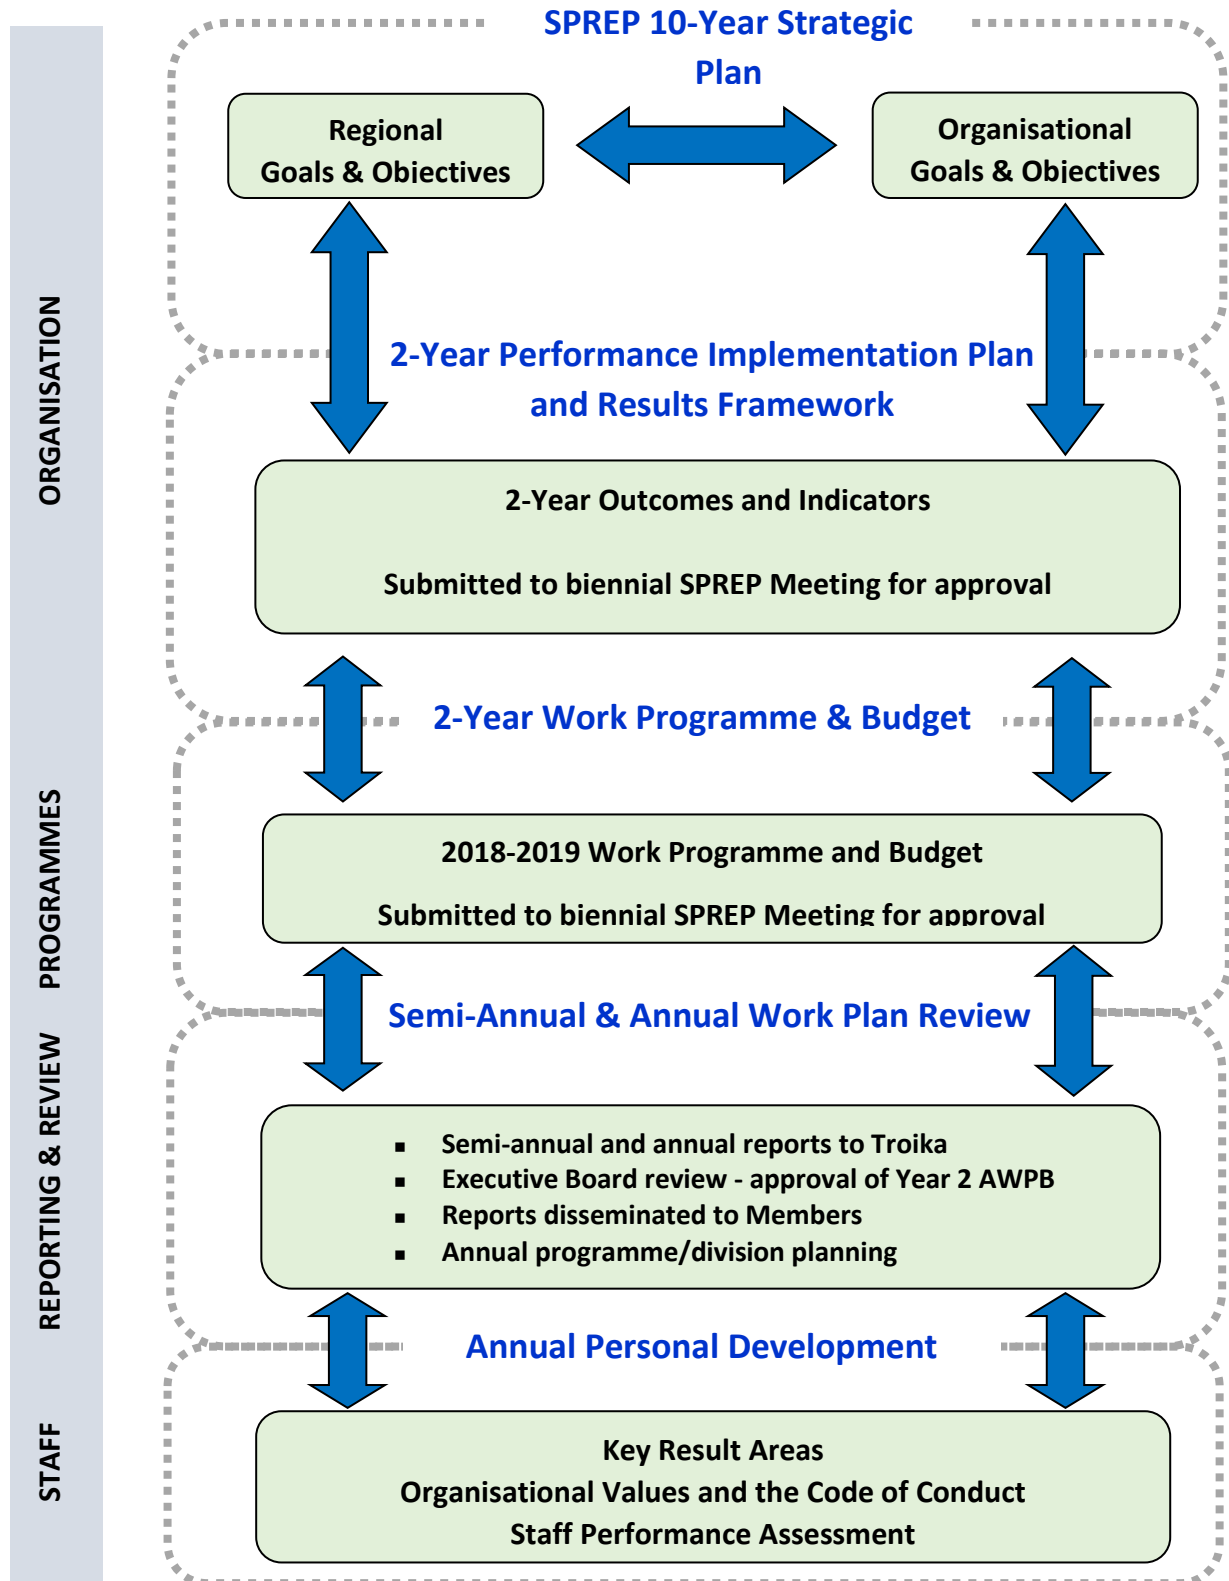 SPREP 10-Year Strategic
Plan
Regional
Goals & Objectives
Organisational
Goals & Objectives
ORGANISATION
2-Year Performance Implementation Plan
and Results Framework
2-Year Outcomes and Indicators
Submitted to biennial SPREP Meeting for approval
2-Year Work Programme & Budget
PROGRAMMES
2018-2019 Work Programme and Budget
Submitted to biennial SPREP Meeting for approval
Semi-Annual & Annual Work Plan Review
REPORTING & REVIEW
▪ Semi-annual and annual reports to Troika
▪ Executive Board review - approval of Year 2 AWPB
▪ Reports disseminated to Members
▪ Annual programme/division planning
Annual Personal Development
STAFF
Key Result Areas
Organisational Values and the Code of Conduct
Staff Performance Assessment